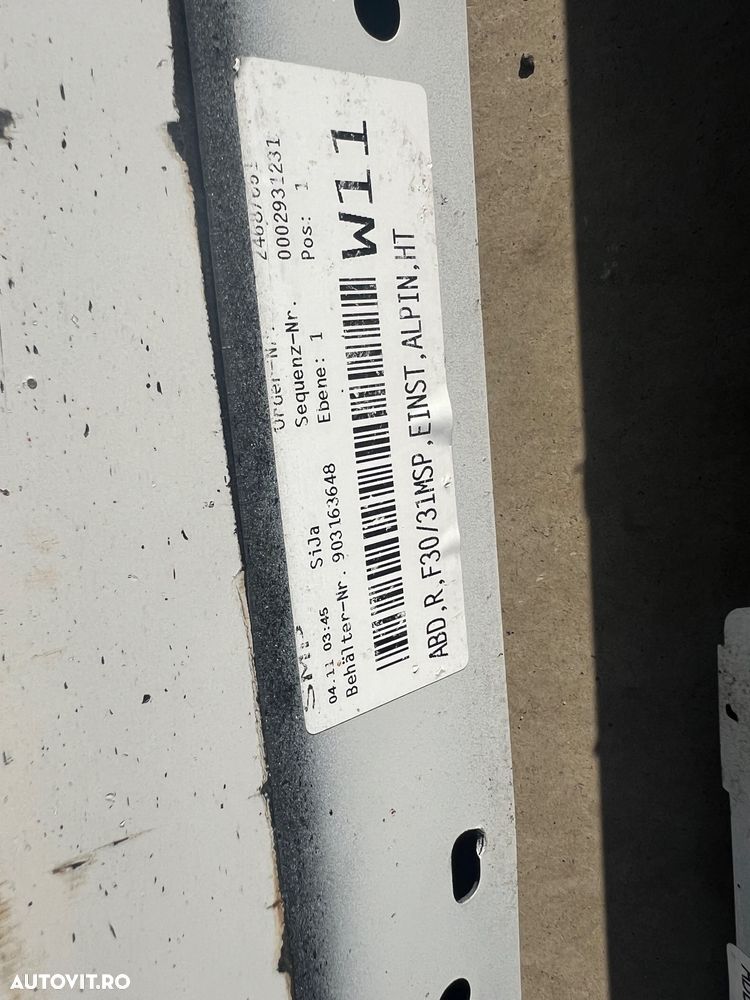 04.11 03:45 SiJa
Sequenz-Nr. 0002931231
Behälter-Nr. 903163648 Ebene: 1 Pos: 1
W11
ABD,R,F30/31MSP,EINST,ALPIN,HT
AUTOVIT.RO